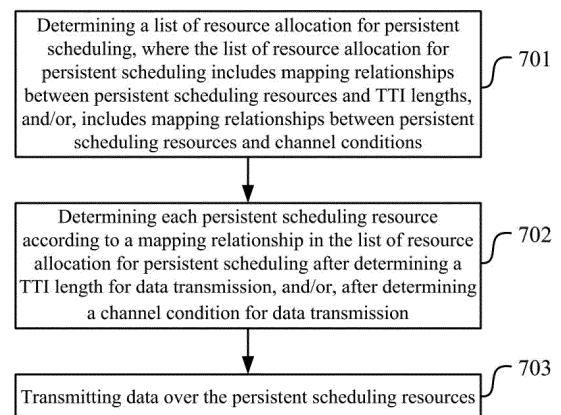 Determining a list of resource allocation for persistent
scheduling, where the list of resource allocation for
persistent scheduling includes mapping relationships
between persistent scheduling resources and TTI lengths,
and/or, includes mapping relationships between persistent
scheduling resources and channel conditions
701
Determining each persistent scheduling resource
according to a mapping relationship in the list of resource
allocation for persistent scheduling after determining a
TTI length for data transmission, and/or, after determining
a channel condition for data transmission
702
Transmitting data over the persistent scheduling resources
703